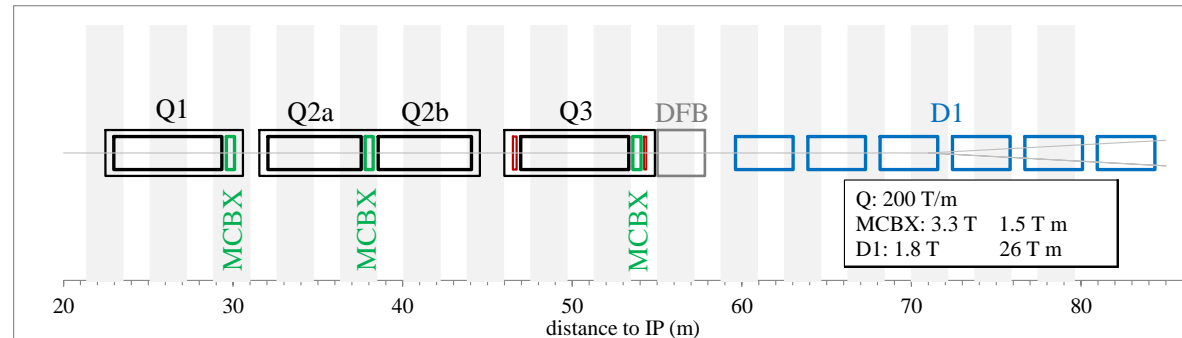 Q1
Q2a
Q2b
Q3
DFB
D1
MCBX
MCBX
MCBX
Q: 200 T/m
MCBX: 3.3 T 1.5 T m
D1: 1.8 T 26 T m
20 30 40 50 60 70 80
distance to IP (m)